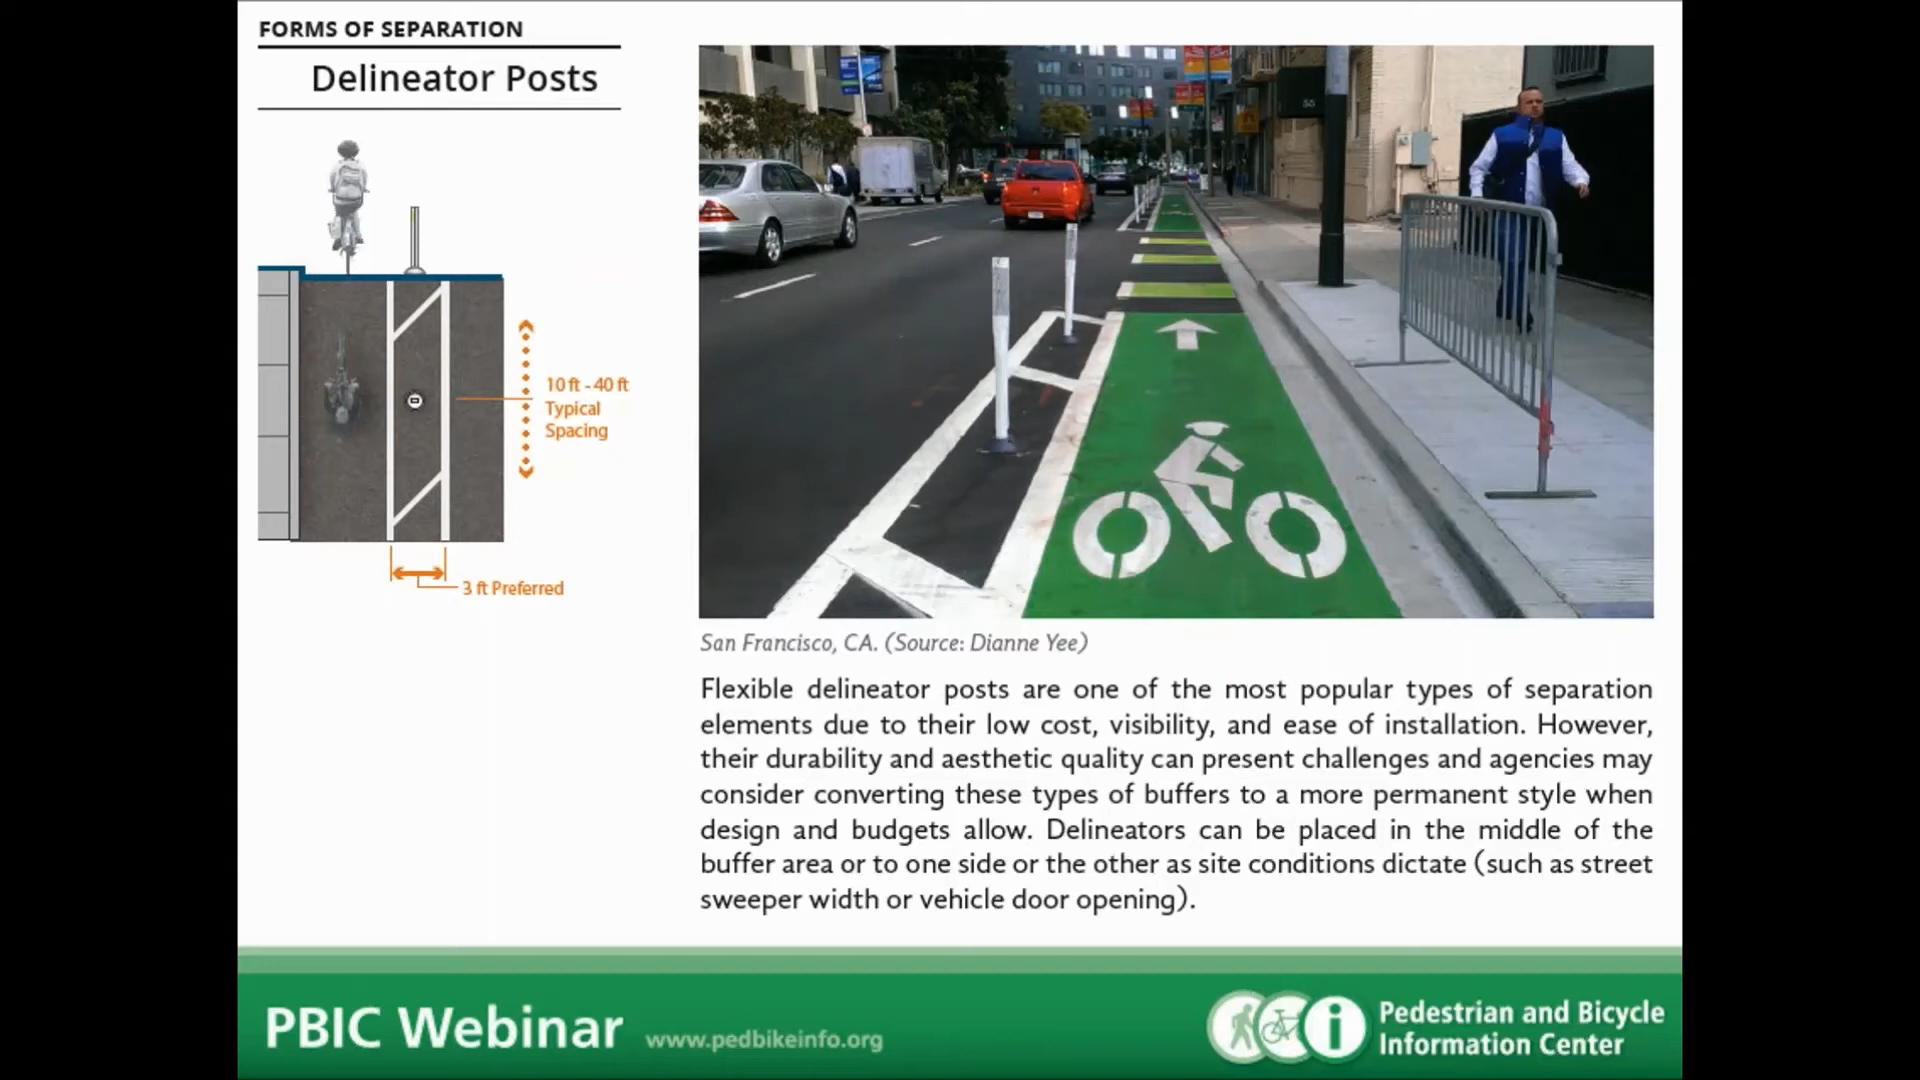 FORMS OF SEPARATION
Delineator Posts
10 ft - 40 ft
Typical
Spacing
3 ft Preferred
55
San Francisco, CA. (Source: Dianne Yee)
Flexible delineator posts are one of the most popular types of separation
elements due to their low cost, visibility, and ease of installation. However,
their durability and aesthetic quality can present challenges and agencies may
consider converting these types of buffers to a more permanent style when
design and budgets allow. Delineators can be placed in the middle of the
buffer area or to one side or the other as site conditions dictate (such as street
sweeper width or vehicle door opening).
PBIC Webinar
www.pedbikeinfo.org
i
Pedestrian and Bicycle
Information Center